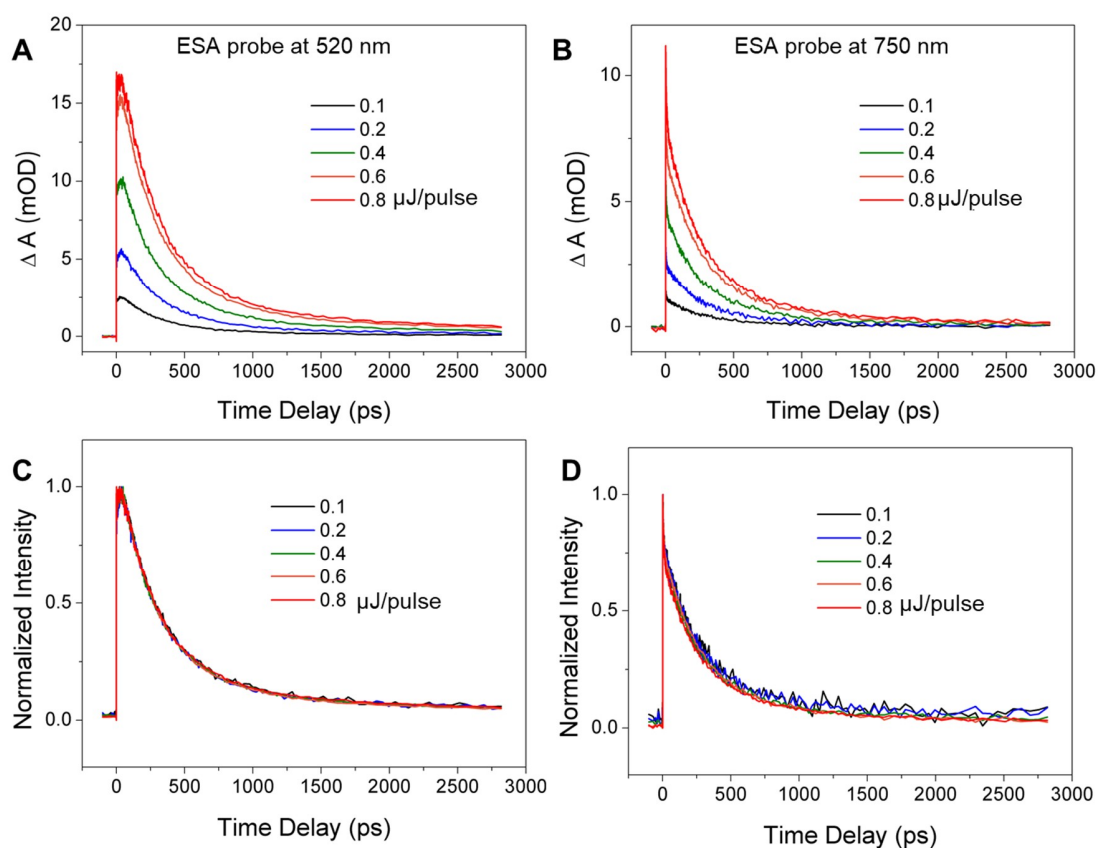 A
ESA probe at 520 nm
0.1
0.2
0.4
0.6
0.8 µJ/pulse
Δ A (mOD)
20
15
10
5
0
0 500 1000 1500 2000 2500 3000
Time Delay (ps)
B
ESA probe at 750 nm
0.1
0.2
0.4
0.6
0.8 µJ/pulse
Δ A (mOD)
10
5
0
0 500 1000 1500 2000 2500 3000
Time Delay (ps)
C
0.1
0.2
0.4
0.6
0.8 µJ/pulse
Normalized Intensity
1.0
0.5
0.0
0 500 1000 1500 2000 2500 3000
Time Delay (ps)
D
0.1
0.2
0.4
0.6
0.8 µJ/pulse
Normalized Intensity
1.0
0.5
0.0
0 500 1000 1500 2000 2500 3000
Time Delay (ps)